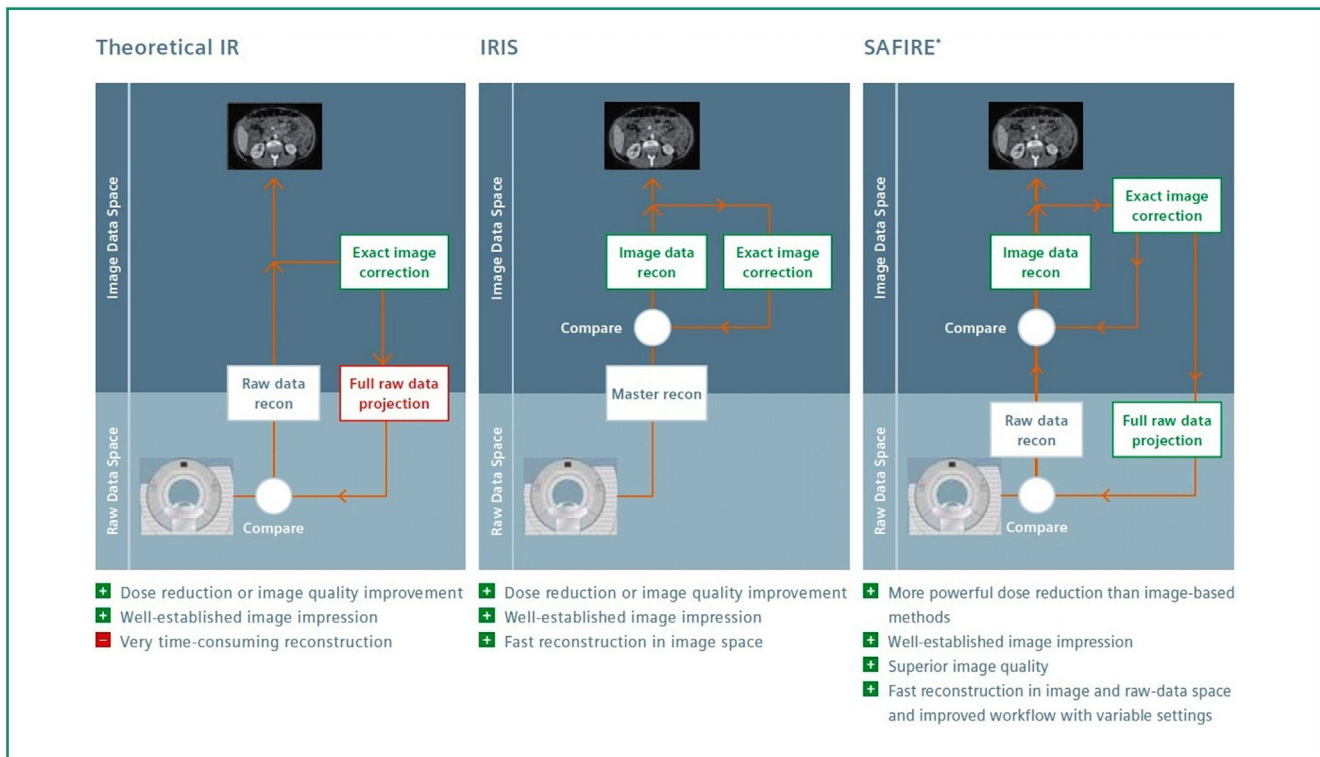 Theoretical IR
Image Data Space
Raw Data Space
Exact image
correction
Raw data
recon
Full raw data
projection
Compare
+ Dose reduction or image quality improvement
+ Well-established image impression
− Very time-consuming reconstruction
IRIS
Image Data Space
Raw Data Space
Image data
recon
Exact image
correction
Compare
Master recon
+ Dose reduction or image quality improvement
+ Well-established image impression
+ Fast reconstruction in image space
SAFIRE*
Image Data Space
Raw Data Space
Exact image
correction
Image data
recon
Compare
Raw data
recon
Full raw data
projection
Compare
+ More powerful dose reduction than image-based
methods
+ Well-established image impression
+ Superior image quality
+ Fast reconstruction in image and raw-data space
and improved workflow with variable settings